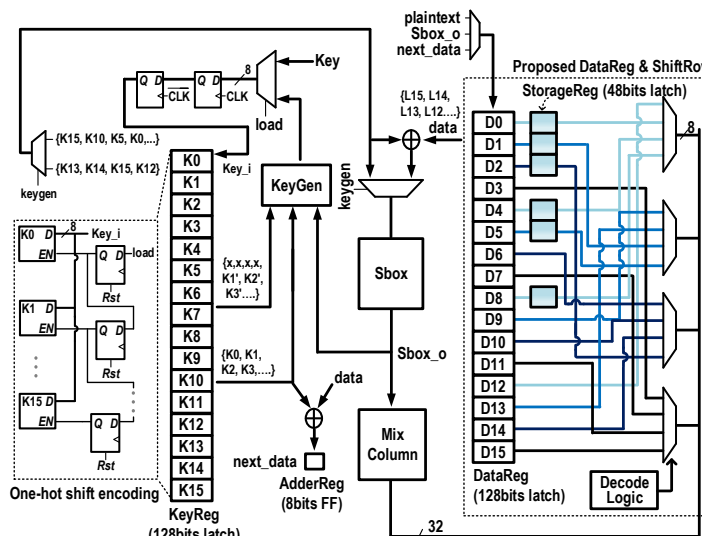 plaintext
Sbox_o
next_data
Proposed DataReg & ShiftRow
StorageReg (48bits latch)
Q D
CLK
Q D
CLK
8
Key
load
{L15, L14,
L13, L12....}
data
{K15, K10, K5, K0,...}
{K13, K14, K15, K12}
keygen
Key_i
KeyGen
keygen
Sbox
Sbox_o
Mix
Column
32
K0
K1
K2
K3
K4
K5
K6
K7
K8
K9
K10
K11
K12
K13
K14
K15
KeyReg
(128bits latch)
{x,x,x,x,
K1', K2',
K3'....}
{K0, K1,
K2, K3,....}
data
next_data
AdderReg
(8bits FF)
K0 D
EN
8
Key_i
Q D
load
Rst
K1 D
EN
Q D
Rst
K15 D
EN
Q D
Rst
One-hot shift encoding
D0
D1
D2
D3
D4
D5
D6
D7
D8
D9
D10
D11
D12
D13
D14
D15
DataReg
(128bits latch)
8
Decode
Logic